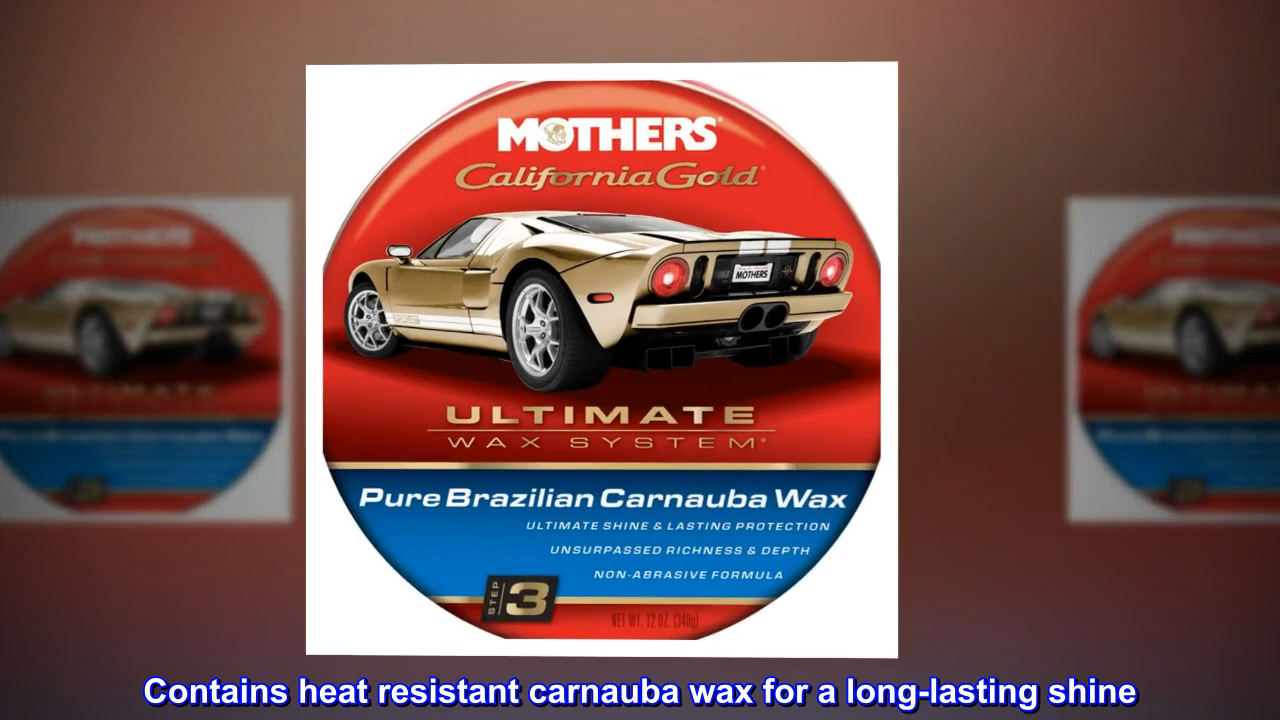 MOTHERS
California Gold
MOTHERS
ULTIMATE
WAX SYSTEM
Pure Brazilian Carnauba Wax
ULTIMATE SHINE & LASTING PROTECTION
UNSURPASSED RICHNESS & DEPTH
NON-ABRASIVE FORMULA
STEP 3
NET WT. 12 OZ. (340g)
Contains heat resistant carnauba wax for a long-lasting shine